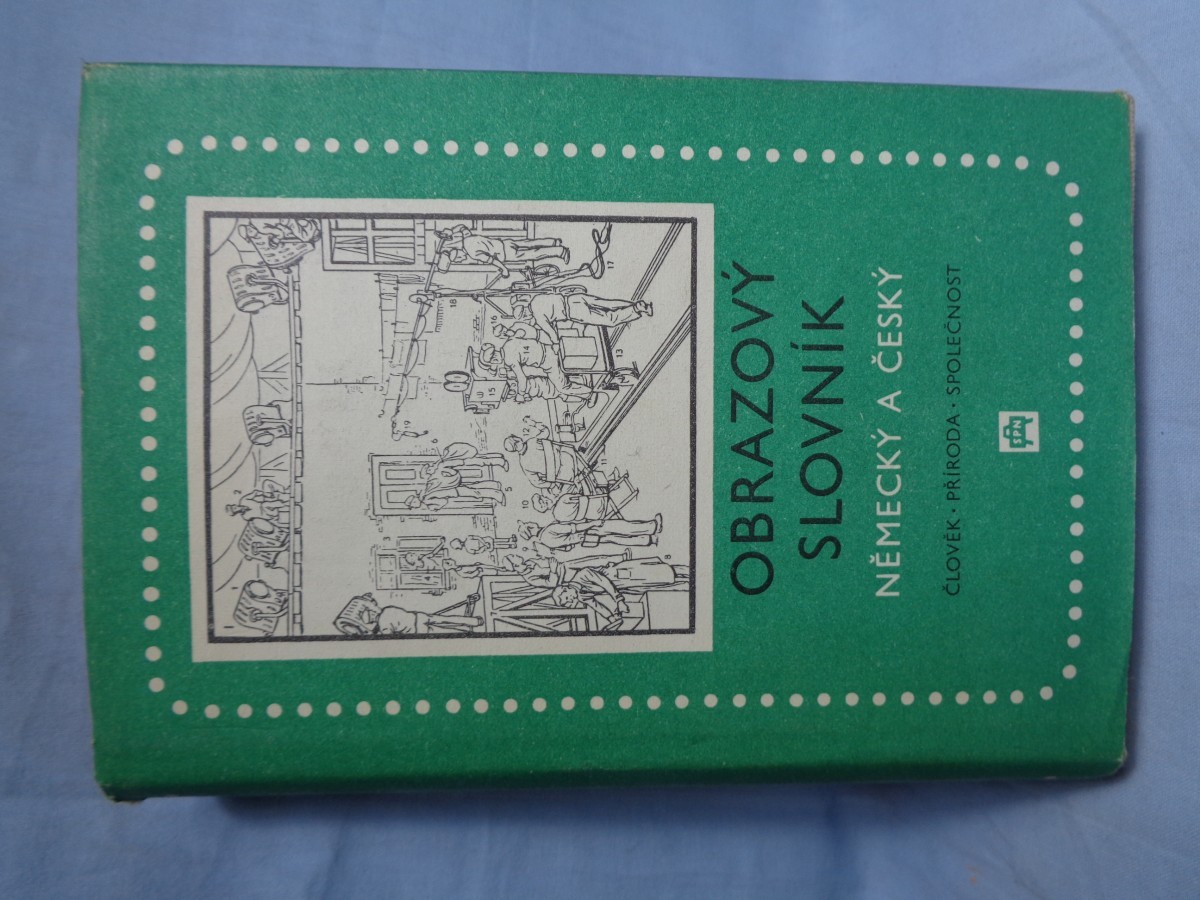 OBRAZOVÝ
SLOVNÍK
NĚMECKÝ A ČESKÝ
ČLOVĚK · PŘÍRODA · SPOLEČNOST
SPN